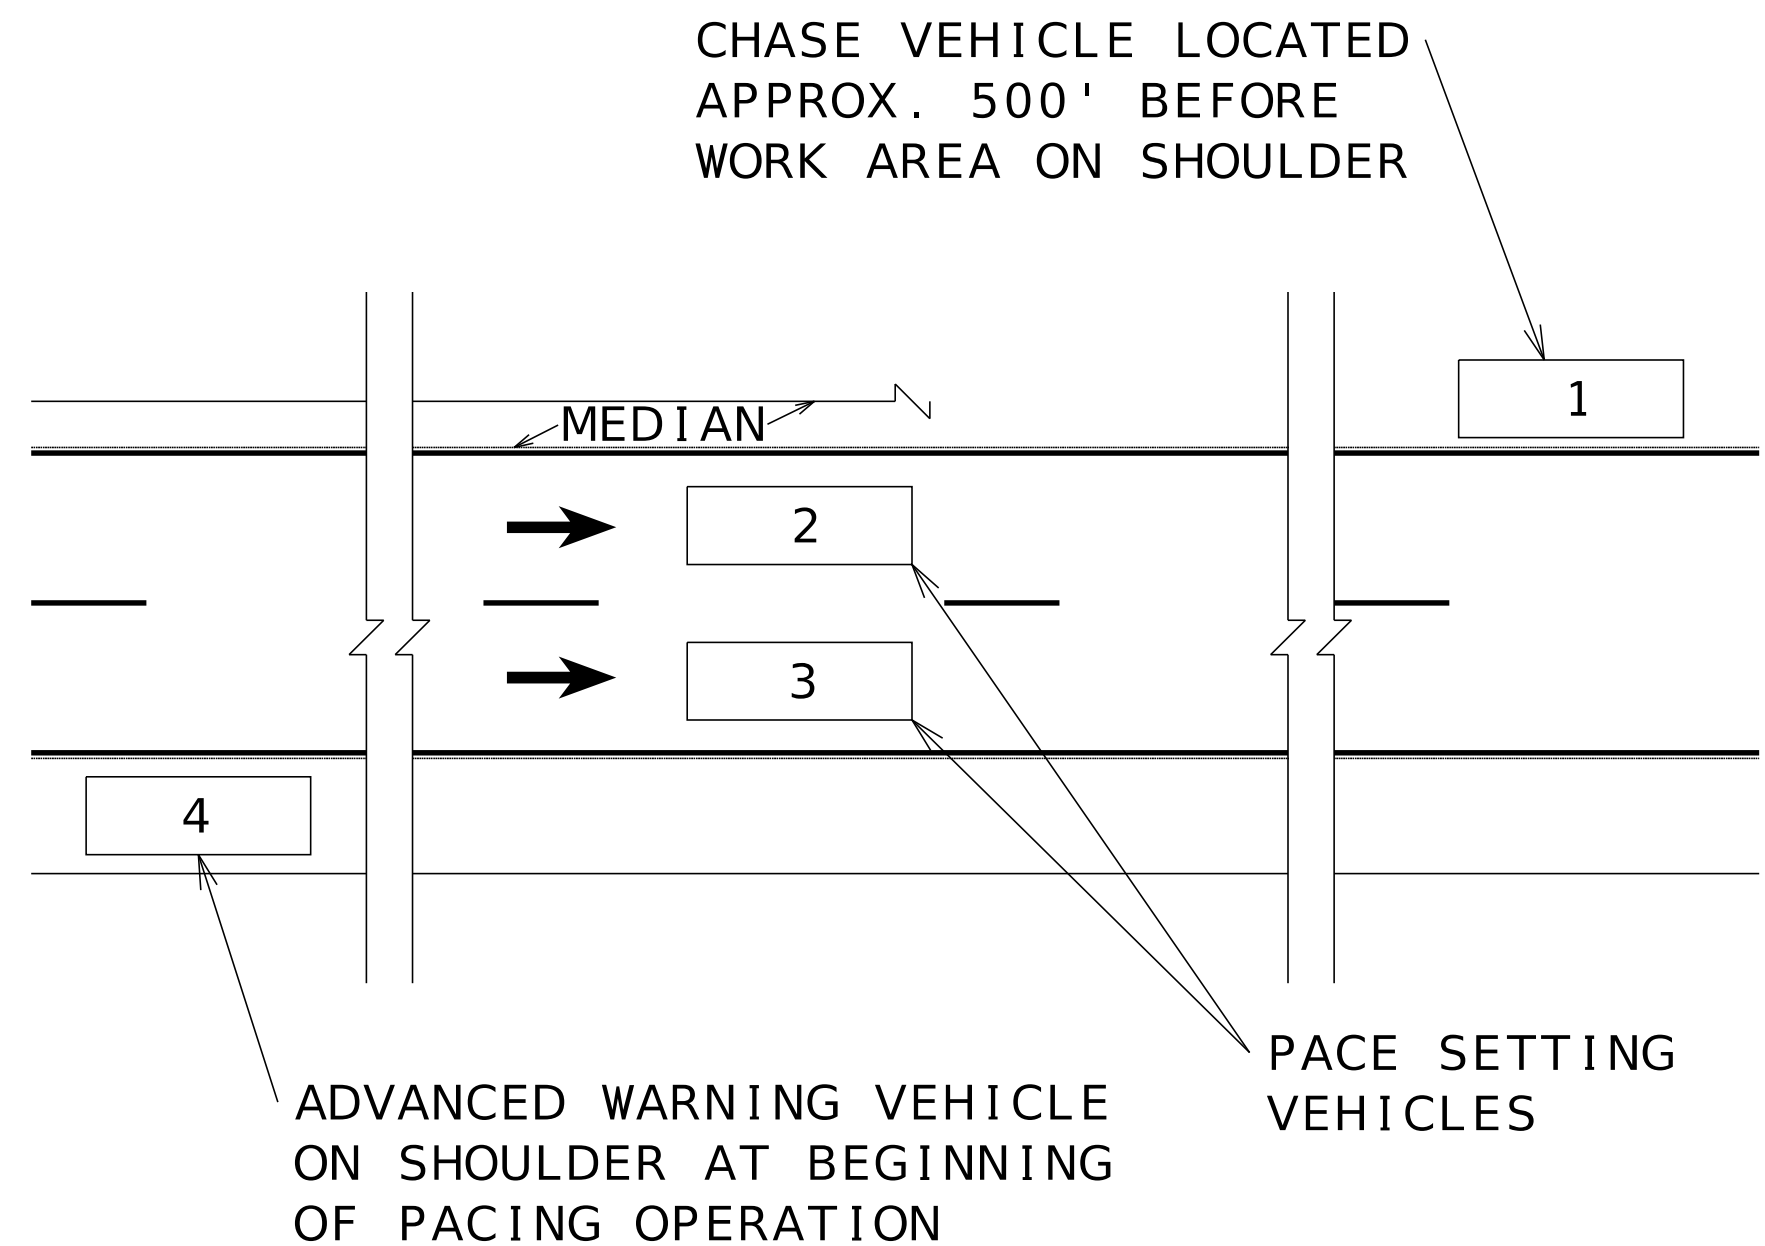 CHASE VEHICLE LOCATED
APPROX. 500' BEFORE
WORK AREA ON SHOULDER
1
MEDIAN
2
3
4
PACE SETTING
VEHICLES
ADVANCED WARNING VEHICLE
ON SHOULDER AT BEGINNING
OF PACING OPERATION